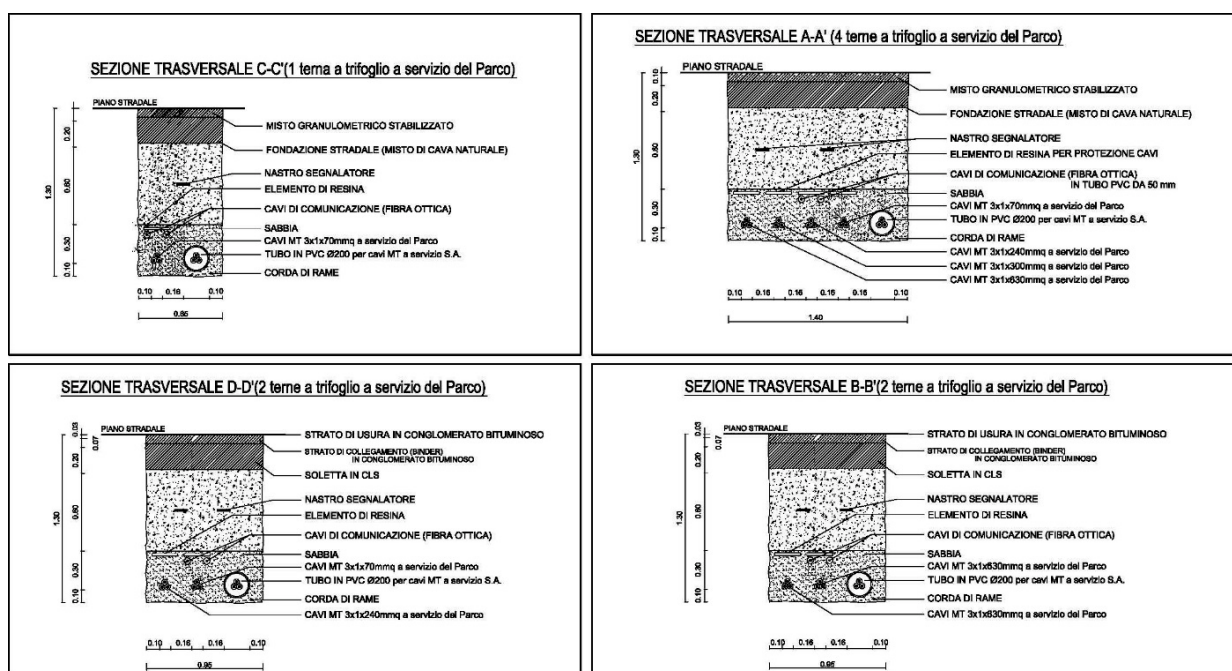 SEZIONE TRASVERSALE C-C'(1 terna a trifoglio a servizio del Parco)
PIANO STRADALE
MISTO GRANULOMETRICO STABILIZZATO
FONDAZIONE STRADALE (MISTO DI CAVA NATURALE)
NASTRO SEGNALATORE
ELEMENTO DI RESINA
CAVI DI COMUNICAZIONE (FIBRA OTTICA)
SABBIA
CAVI MT 3x1x70mmq a servizio del Parco
TUBO IN PVC Ø200 per cavi MT a servizio S.A.
CORDA DI RAME
1.30
0.20
0.60
0.30
0.10
0.10 0.16 0.10
0.65
SEZIONE TRASVERSALE A-A' (4 terne a trifoglio a servizio del Parco)
PIANO STRADALE
MISTO GRANULOMETRICO STABILIZZATO
FONDAZIONE STRADALE (MISTO DI CAVA NATURALE)
NASTRO SEGNALATORE
ELEMENTO DI RESINA PER PROTEZIONE CAVI
CAVI DI COMUNICAZIONE (FIBRA OTTICA)
IN TUBO PVC DA 50 mm
SABBIA
CAVI MT 3x1x70mmq a servizio del Parco
TUBO IN PVC Ø200 per cavi MT a servizio S.A.
CORDA DI RAME
CAVI MT 3x1x240mmq a servizio del Parco
CAVI MT 3x1x300mmq a servizio del Parco
CAVI MT 3x1x630mmq a servizio del Parco
1.30
0.10
0.20
0.60
0.30
0.10
0.10 0.16 0.16 0.16 0.16 0.10
1.40
SEZIONE TRASVERSALE D-D'(2 terne a trifoglio a servizio del Parco)
PIANO STRADALE
STRATO DI USURA IN CONGLOMERATO BITUMINOSO
STRATO DI COLLEGAMENTO (BINDER)
IN CONGLOMERATO BITUMINOSO
SOLETTA IN CLS
NASTRO SEGNALATORE
ELEMENTO DI RESINA
CAVI DI COMUNICAZIONE (FIBRA OTTICA)
SABBIA
CAVI MT 3x1x70mmq a servizio del Parco
TUBO IN PVC Ø200 per cavi MT a servizio S.A.
CORDA DI RAME
CAVI MT 3x1x240mmq a servizio del Parco
1.30
0.03
0.07
0.20
0.60
0.30
0.10
0.10 0.16 0.16 0.10
0.95
SEZIONE TRASVERSALE B-B'(2 terne a trifoglio a servizio del Parco)
PIANO STRADALE
STRATO DI USURA IN CONGLOMERATO BITUMINOSO
STRATO DI COLLEGAMENTO (BINDER)
IN CONGLOMERATO BITUMINOSO
SOLETTA IN CLS
NASTRO SEGNALATORE
ELEMENTO DI RESINA
CAVI DI COMUNICAZIONE (FIBRA OTTICA)
SABBIA
CAVI MT 3x1x630mmq a servizio del Parco
TUBO IN PVC Ø200 per cavi MT a servizio S.A.
CORDA DI RAME
CAVI MT 3x1x630mmq a servizio del Parco
1.30
0.03
0.07
0.20
0.60
0.30
0.10
0.10 0.16 0.16 0.10
0.95